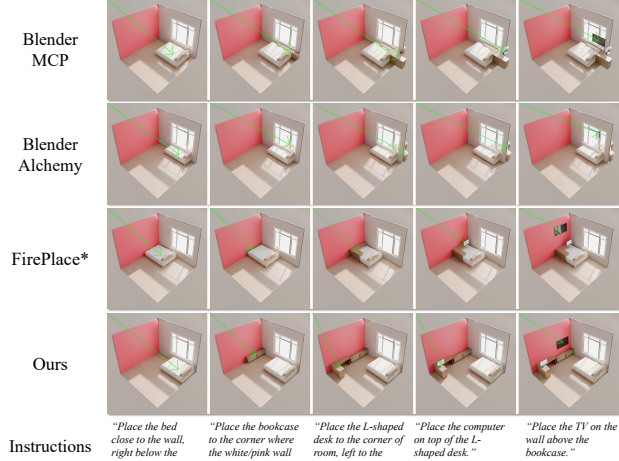 Blender
MCP
Blender
Alchemy
FirePlace*
Ours
Instructions
“Place the bed
close to the wall,
right below the
“Place the bookcase
to the corner where
the white/pink wall
“Place the L-shaped
desk to the corner of
room, left to the
“Place the computer
on top of the L-
shaped desk.”
“Place the TV on the
wall above the
bookcase.”